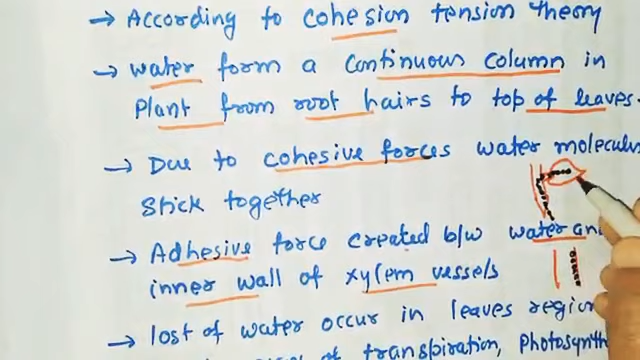 → According to cohesion tension theory
→ water form a continuous column in
Plant from root hairs to top of leaves.
→ Due to cohesive forces water molecules
stick together
→ Adhesive force created b/w water an
inner wall of xylem vessels
→ lost of water occur in leaves region
of transpiration, Photosynth